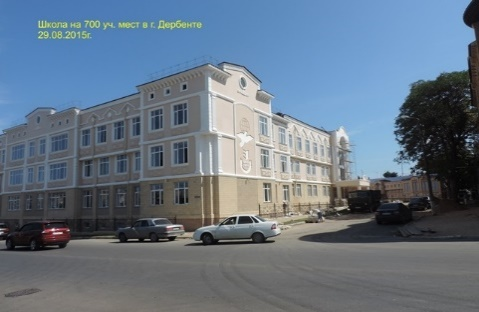 Школа на 700 уч. мест в г. Дербенте
29.08.2015г.